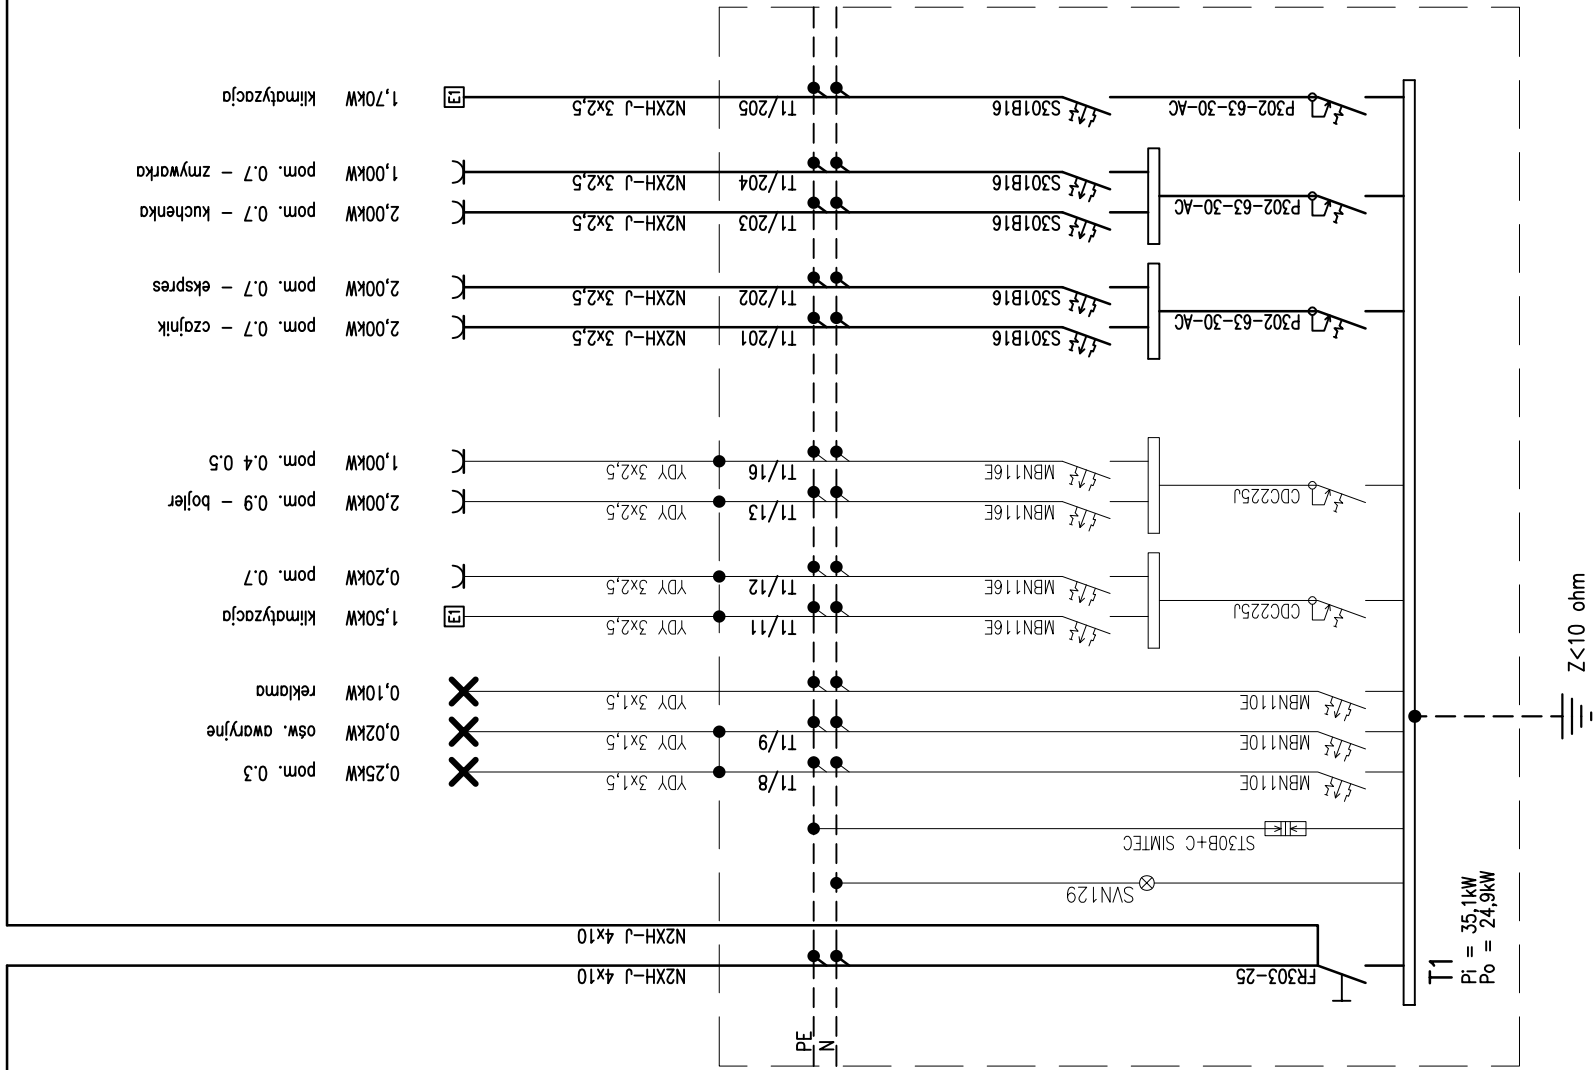 klimatyzacja 1,70kW E1 N2XH-J 3x2,5 T1/205 S301B16 P302-63-30-AC
pom. 0.7 - zmywarka 1,00kW N2XH-J 3x2,5 T1/204 S301B16
P302-63-30-AC
pom. 0.7 - kuchenka 2,00kW N2XH-J 3x2,5 T1/203 S301B16
pom. 0.7 - ekspres 2,00kW N2XH-J 3x2,5 T1/202 S301B16
P302-63-30-AC
pom. 0.7 - czajnik 2,00kW N2XH-J 3x2,5 T1/201 S301B16
pom. 0.4 0.5 1,00kW YDY 3x2,5 T1/16 MBN116E
CDC225J
pom. 0.9 - bojler 2,00kW YDY 3x2,5 T1/13 MBN116E
pom. 0.7 0,20kW YDY 3x2,5 T1/12 MBN116E
CDC225J
klimatyzacja 1,50kW E1 YDY 3x2,5 T1/11 MBN116E
reklama 0,10kW YDY 3x1,5 MBN110E
ośw. awaryjne 0,02kW YDY 3x1,5 T1/9 MBN110E
pom. 0.3 0,25kW YDY 3x1,5 T1/8 MBN110E
ST30B+C SIMTEC
SVN129
N2XH-J 4x10
N2XH-J 4x10 FR303-25
PE
N
T1
Pi = 35,1kW
Po = 24,9kW
Z<10 ohm